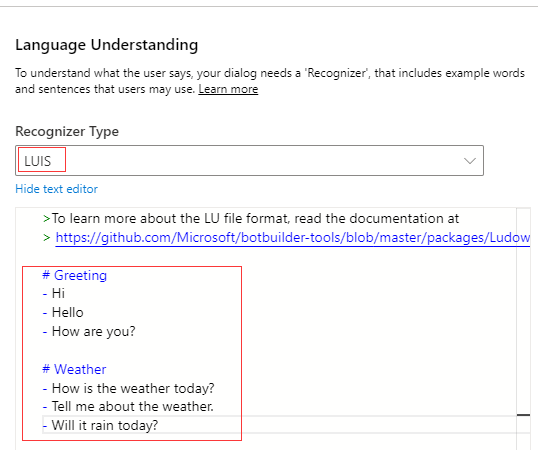 Language Understanding
To understand what the user says, your dialog needs a 'Recognizer', that includes example words
and sentences that users may use. Learn more
Recognizer Type
LUIS
Hide text editor
>To learn more about the LU file format, read the documentation at
> https://github.com/Microsoft/botbuilder-tools/blob/master/packages/Ludow
# Greeting
- Hi
- Hello
- How are you?
# Weather
- How is the weather today?
- Tell me about the weather.
- Will it rain today?